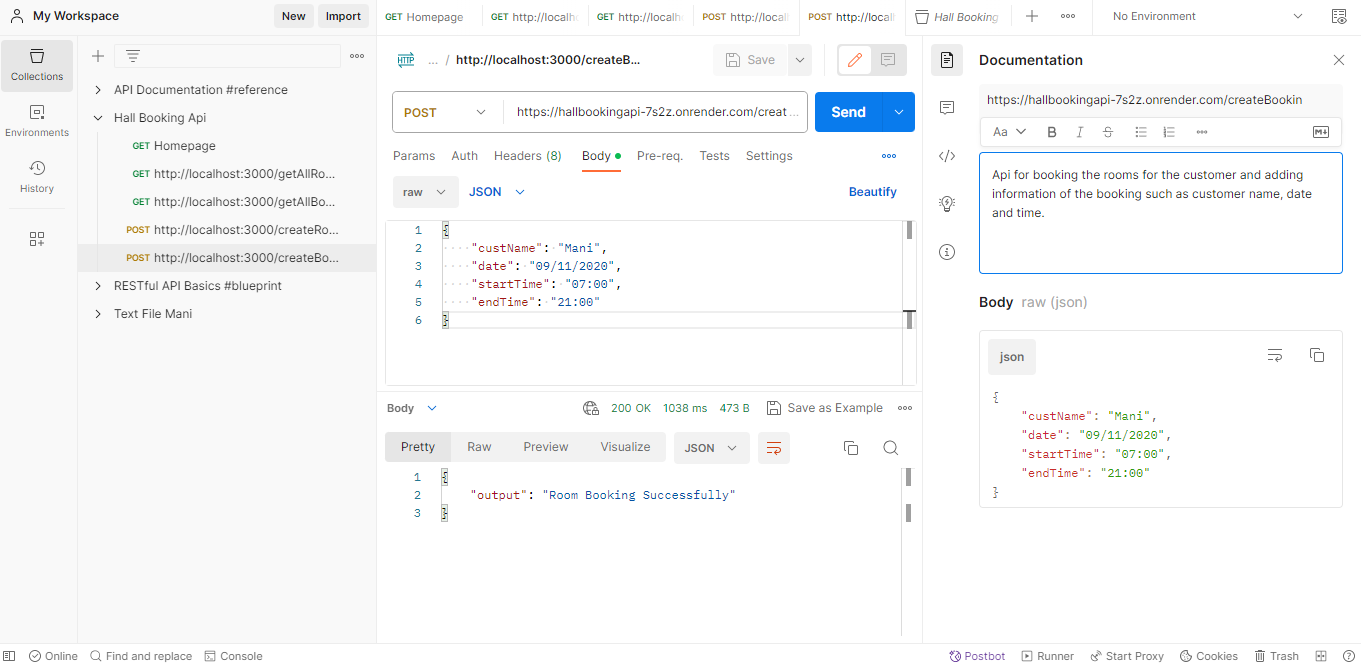 My Workspace
New
Import
GET Homepage
GET http://localh
GET http://localh
POST http://local
POST http://local
Hall Booking
No Environment
Collections
Environments
History
API Documentation #reference
Hall Booking Api
GET Homepage
GET http://localhost:3000/getAllRo...
GET http://localhost:3000/getAllBo...
POST http://localhost:3000/createRo...
POST http://localhost:3000/createBo...
RESTful API Basics #blueprint
Text File Mani
HTTP ... / http://localhost:3000/createB...
Save
POST
https://hallbookingapi-7s2z.onrender.com/creat ...
Send
Params Auth Headers (8) Body Pre-req. Tests Settings
raw
JSON
Beautify
1 {
2 "custName": "Mani",
3 "date": "09/11/2020",
4 "startTime": "07:00",
5 "endTime": "21:00"
6 }
Body
200 OK 1038 ms 473 B
Save as Example
Pretty Raw Preview Visualize
JSON
1 {
2 "output": "Room Booking Successfully"
3 }
Documentation
https://hallbookingapi-7s2z.onrender.com/createBookin
Aa B I S M
Api for booking the rooms for the customer and adding
information of the booking such as customer name, date
and time.
Body raw (json)
json
{
"custName": "Mani",
"date": "09/11/2020",
"startTime": "07:00",
"endTime": "21:00"
}
Online
Find and replace
Console
Postbot
Runner
Start Proxy
Cookies
Trash